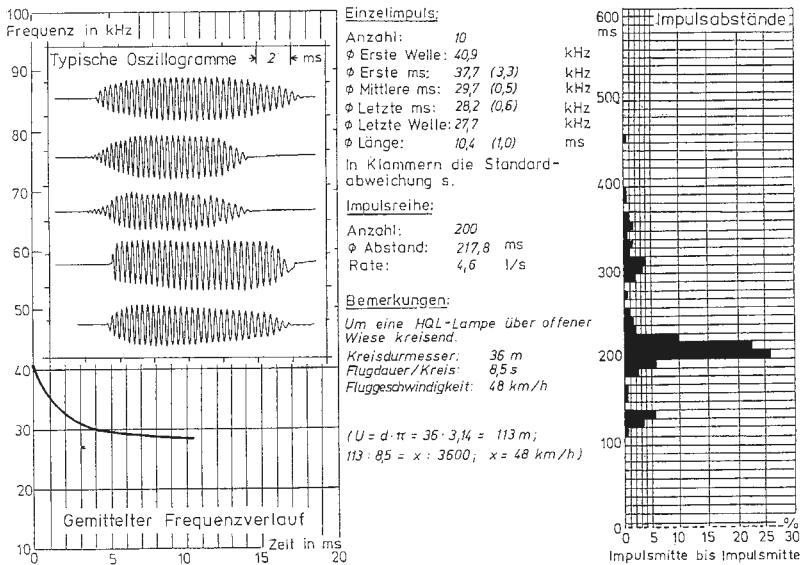 100
Frequenz in kHz
Typische Oszillogramme → 2 ← ms
90
80
70
60
50
40
30
20
10
Gemittelter Frequenzverlauf
Zeit in ms
0
5
10
15
20
Einzelimpuls:
Anzahl: 10
ϕ Erste Welle: 40,9 kHz
ϕ Erste ms: 37,7 (3,3) kHz
ϕ Mittlere ms: 29,7 (0,5) kHz
ϕ Letzte ms: 28,2 (0,6) kHz
ϕ Letzte Welle: 27,7 kHz
ϕ Länge: 10,4 (1,0) ms
In Klammern die Standard-
abweichung s.
Impulsreihe:
Anzahl: 200
ϕ Abstand: 217,8 ms
Rate: 4,6 1/s
Bemerkungen:
Um eine HQL-Lampe über offener
Wiese kreisend.
Kreisdurmesser: 36 m
Flugdauer/Kreis: 8,5 s
Fluggeschwindigkeit: 48 km/h
(U = d·π = 36·3,14 = 113 m;
113 : 8,5 = x : 3600; x = 48 km/h)
600
ms
Impulsabstände
500
400
300
200
100
0
0
5
10
15
20
25
30
%
Impulsmitte bis Impulsmitte